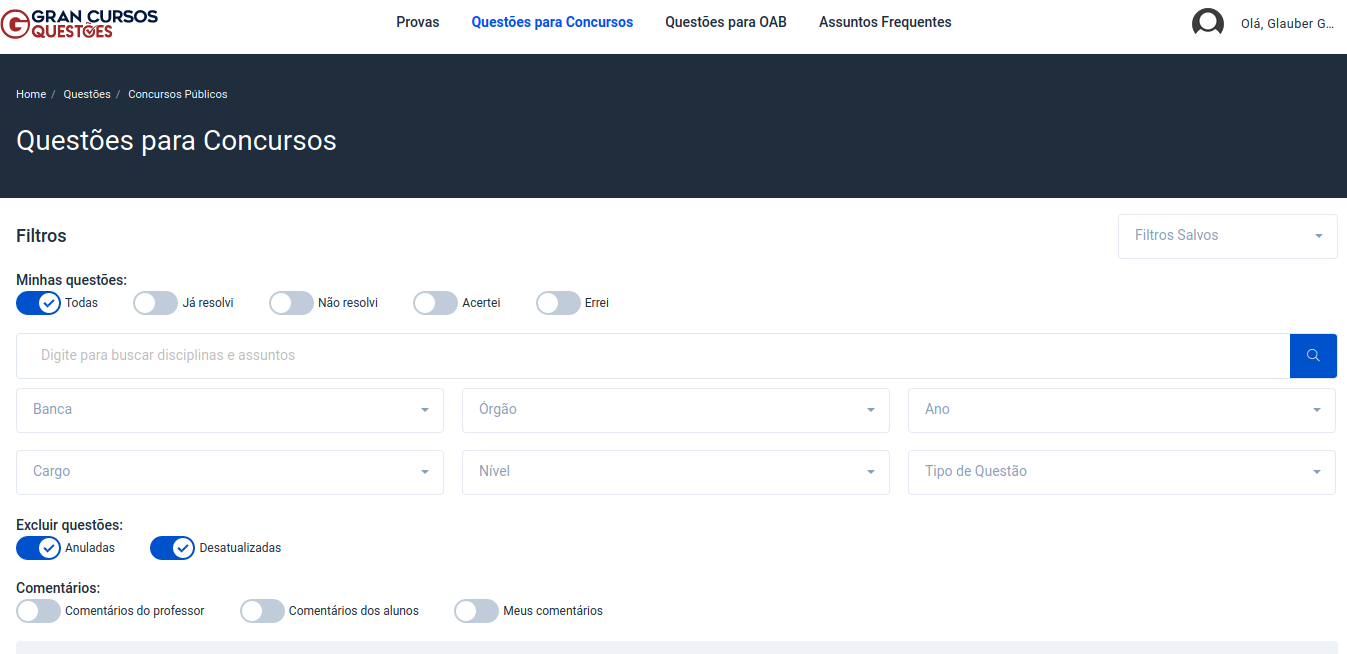 GRAN CURSOS
QUESTÕES
Provas
Questões para Concursos
Questões para OAB
Assuntos Frequentes
Olá, Glauber G...
Home / Questões / Concursos Públicos
Questões para Concursos
Filtros
Filtros Salvos
Minhas questões:
Todas
Já resolvi
Não resolvi
Acertei
Errei
Digite para buscar disciplinas e assuntos
Banca
Órgão
Ano
Cargo
Nível
Tipo de Questão
Excluir questões:
Anuladas
Desatualizadas
Comentários:
Comentários do professor
Comentários dos alunos
Meus comentários